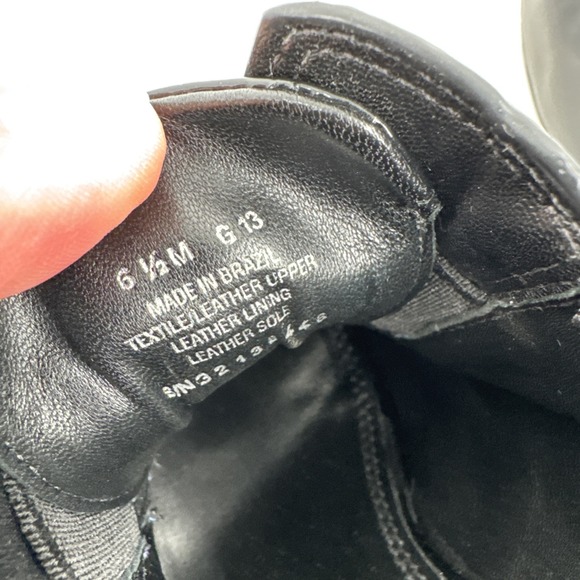 6 ½ M G 13
MADE IN BRAZIL
TEXTILE/LEATHER UPPER
LEATHER LINING
LEATHER SOLE